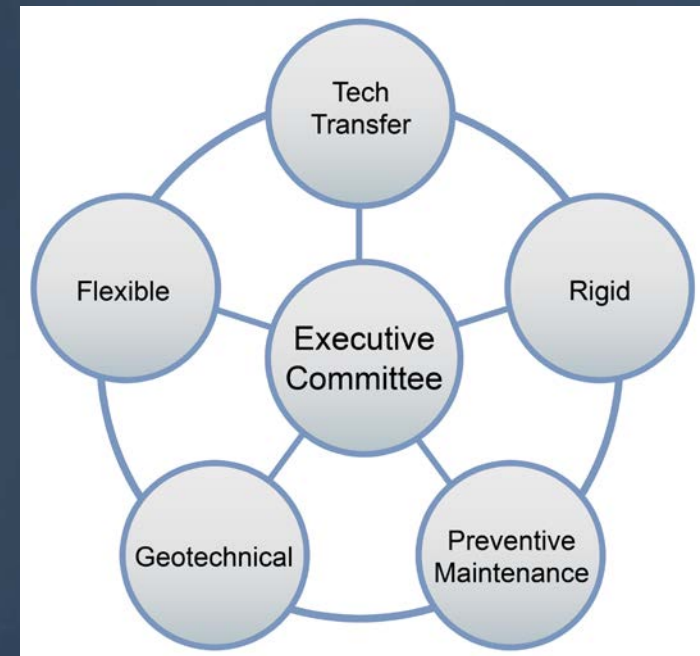 Tech
Transfer
Flexible
Rigid
Executive
Committee
Geotechnical
Preventive
Maintenance